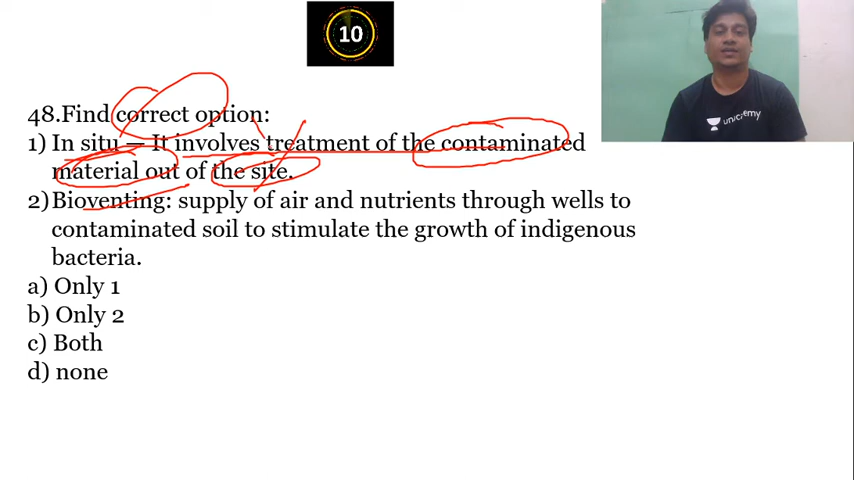 10
unacademy
48.Find correct option:
1) In situ — It involves treatment of the contaminated
material out of the site.
2)Bioventing: supply of air and nutrients through wells to
contaminated soil to stimulate the growth of indigenous
bacteria.
a) Only 1
b) Only 2
c) Both
d) none